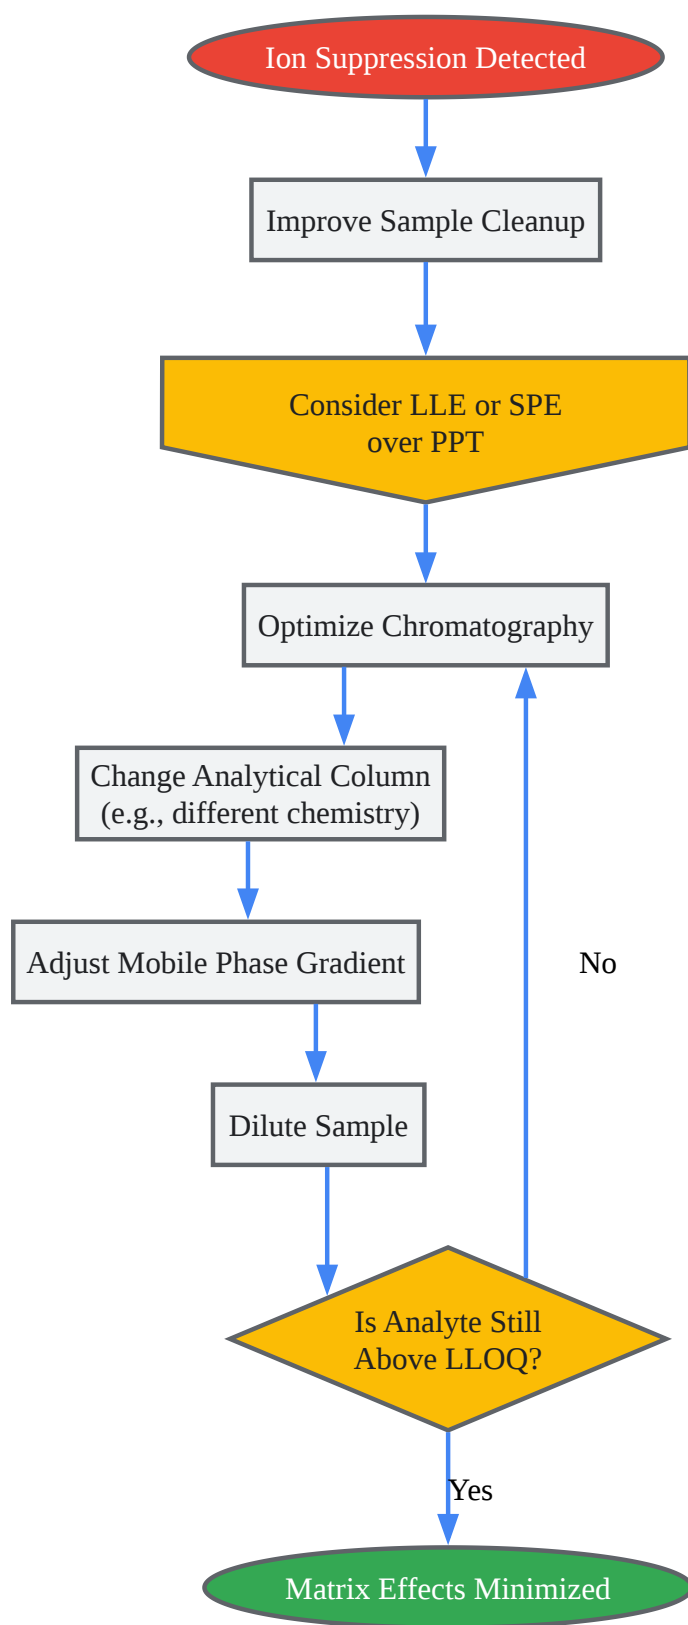 Ion Suppression Detected
Improve Sample Cleanup
Consider LLE or SPE
over PPT
Optimize Chromatography
Change Analytical Column
(e.g., different chemistry)
Adjust Mobile Phase Gradient
No
Dilute Sample
Is Analyte Still
Above LLOQ?
Yes
Matrix Effects Minimized